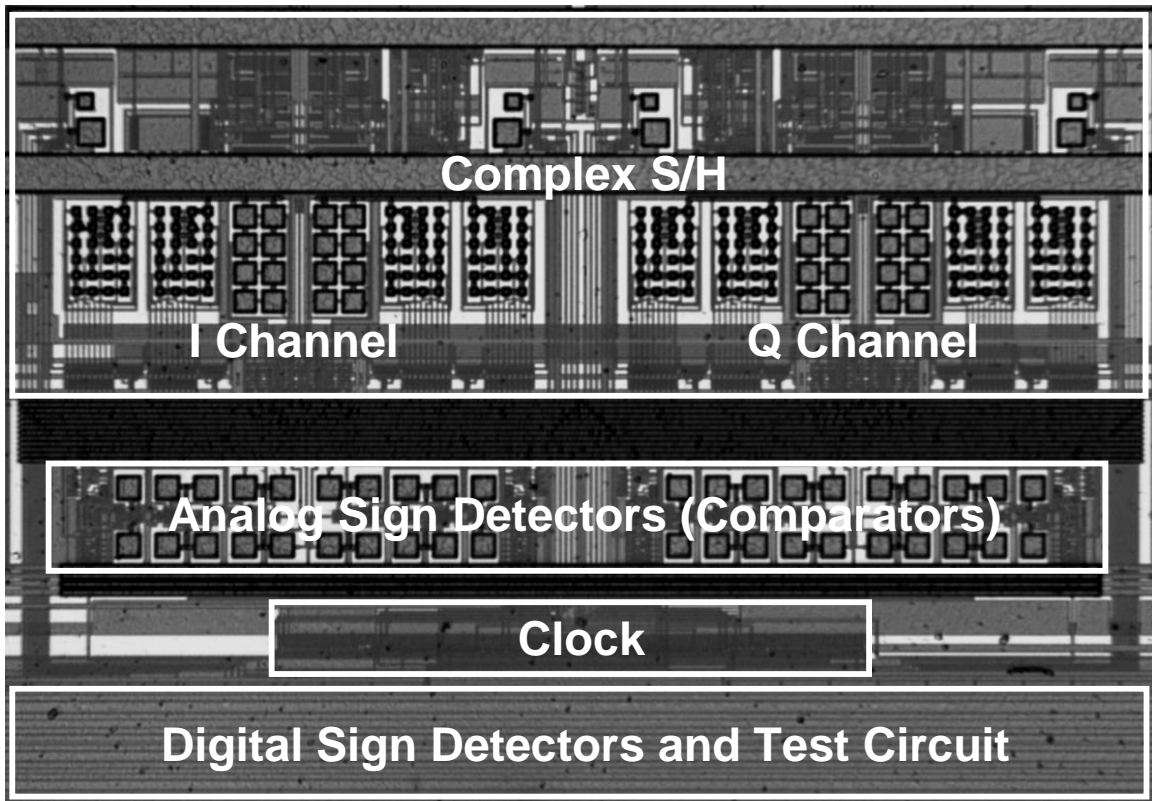 Complex S/H
I Channel
Q Channel
Analog Sign Detectors (Comparators)
Clock
Digital Sign Detectors and Test Circuit